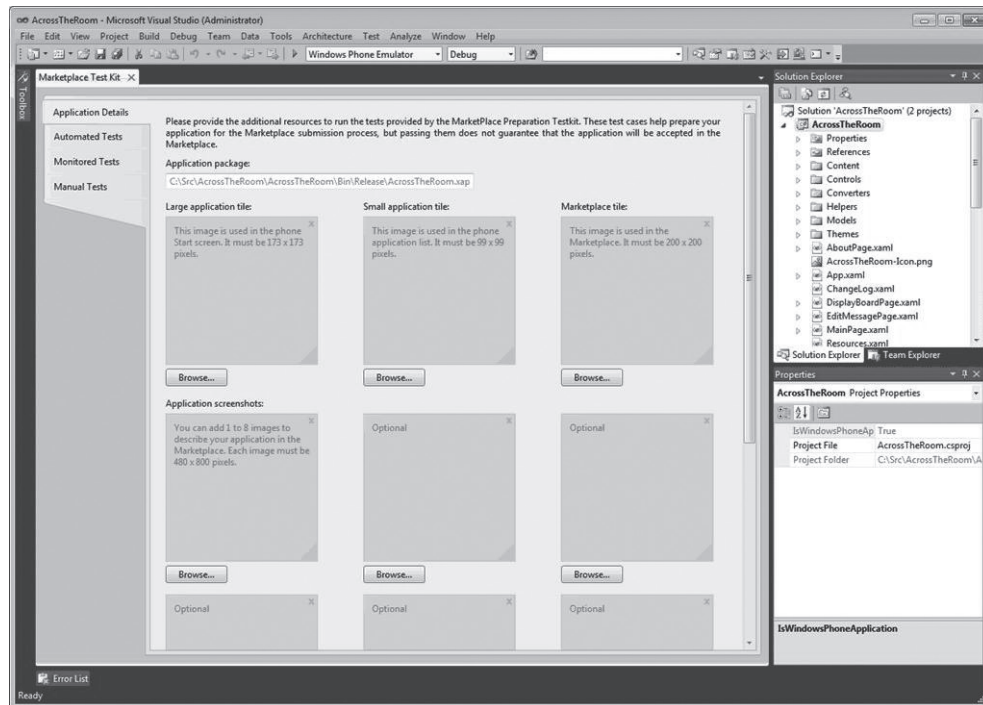 AcrossTheRoom - Microsoft Visual Studio (Administrator)
File Edit View Project Build Debug Team Data Tools Architecture Test Analyze Window Help
Windows Phone Emulator Debug
Toolbox
Marketplace Test Kit
Application Details
Automated Tests
Monitored Tests
Manual Tests
Please provide the additional resources to run the tests provided by the MarketPlace Preparation Testkit. These test cases help prepare your
application for the Marketplace submission process, but passing them does not guarantee that the application will be accepted in the
Marketplace.
Application package:
C:\Src\AcrossTheRoom\AcrossTheRoom\Bin\Release\AcrossTheRoom.xap
Large application tile: Small application tile: Marketplace tile:
This image is used in the phone
Start screen. It must be 173 x 173
pixels.
This image is used in the phone
application list. It must be 99 x 99
pixels.
This image is used in the
Marketplace. It must be 200 x 200
pixels.
Browse... Browse... Browse...
Application screenshots:
You can add 1 to 8 images to
describe your application in the
Marketplace. Each image must be
480 x 800 pixels.
Optional
Optional
Browse... Browse... Browse...
Optional Optional Optional
Solution Explorer
Solution 'AcrossTheRoom' (2 projects)
AcrossTheRoom
Properties
References
Content
Controls
Converters
Helpers
Models
Themes
AboutPage.xaml
AcrossTheRoom-Icon.png
App.xaml
ChangeLog.xaml
DisplayBoardPage.xaml
EditMessagePage.xaml
MainPage.xaml
Resources.xaml
Solution Explorer Team Explorer
Properties
AcrossTheRoom Project Properties
IsWindowsPhoneAp True
Project File AcrossTheRoom.csproj
Project Folder C:\Src\AcrossTheRoom\A
IsWindowsPhoneApplication
Error List
Ready